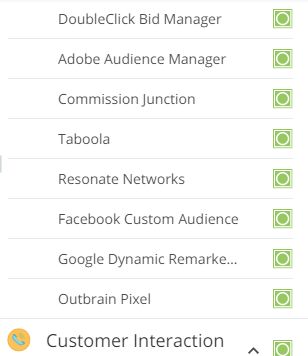 DoubleClick Bid Manager
Adobe Audience Manager
Commission Junction
Taboola
Resonate Networks
Facebook Custom Audience
Google Dynamic Remarke...
Outbrain Pixel
Customer Interaction